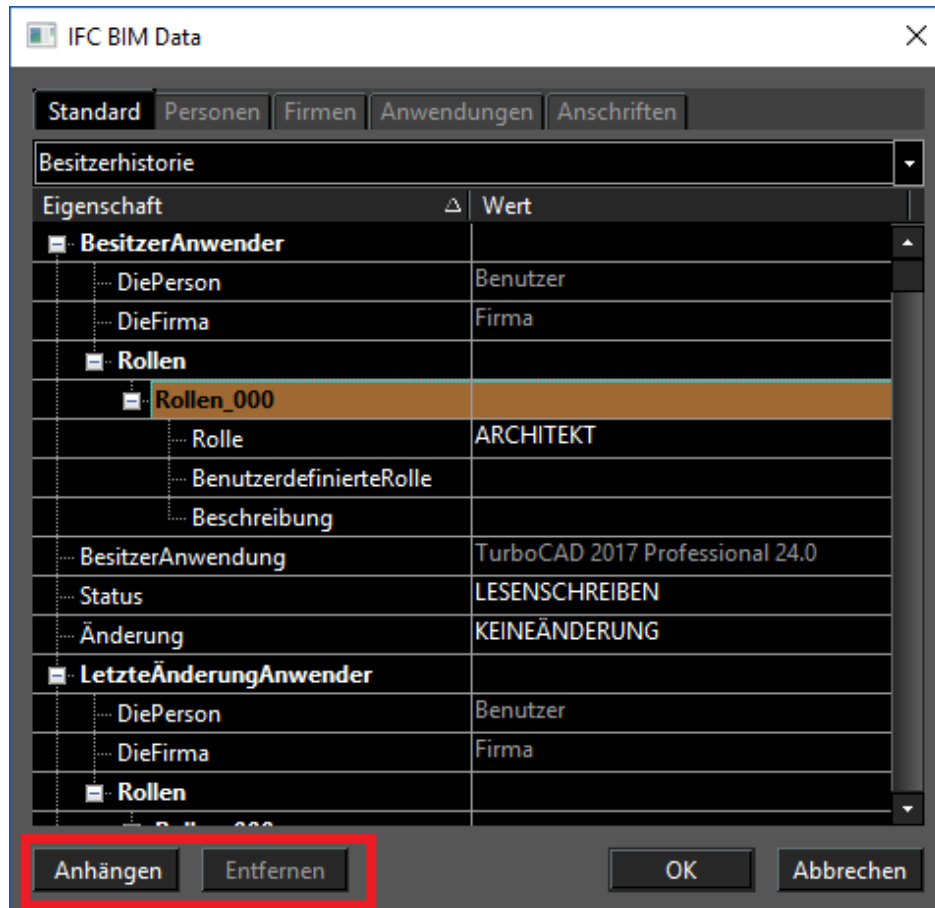 IFC BIM Data
Standard Personen Firmen Anwendungen Anschriften
Besitzerhistorie
Eigenschaft Wert
BesitzerAnwender
DiePerson Benutzer
DieFirma Firma
Rollen
Rollen_000
Rolle ARCHITEKT
BenutzerdefinierteRolle
Beschreibung
BesitzerAnwendung TurboCAD 2017 Professional 24.0
Status LESENSCHREIBEN
Änderung KEINEÄNDERUNG
LetzteÄnderungAnwender
DiePerson Benutzer
DieFirma Firma
Rollen
Anhängen Entfernen OK Abbrechen